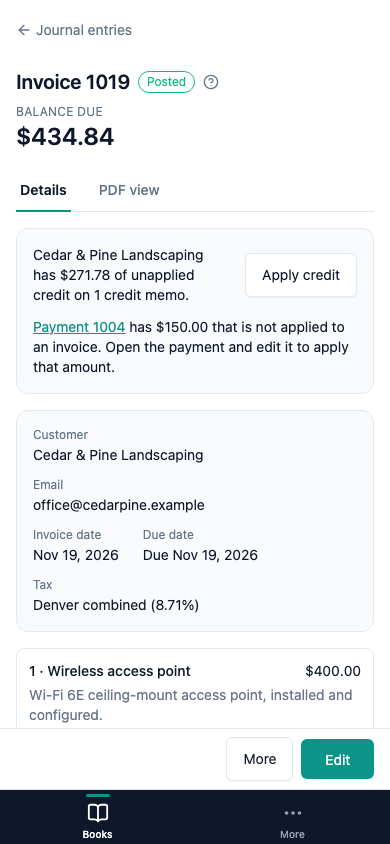 Journal entries
Invoice 1019 Posted
BALANCE DUE
$434.84
Details PDF view
Cedar & Pine Landscaping
has $271.78 of unapplied
credit on 1 credit memo.
Apply credit
Payment 1004 has $150.00 that is not applied to
an invoice. Open the payment and edit it to apply
that amount.
Customer
Cedar & Pine Landscaping
Email
office@cedarpine.example
Invoice date Due date
Nov 19, 2026 Due Nov 19, 2026
Tax
Denver combined (8.71%)
1 · Wireless access point $400.00
Wi-Fi 6E ceiling-mount access point, installed and
configured.
More Edit
Books More